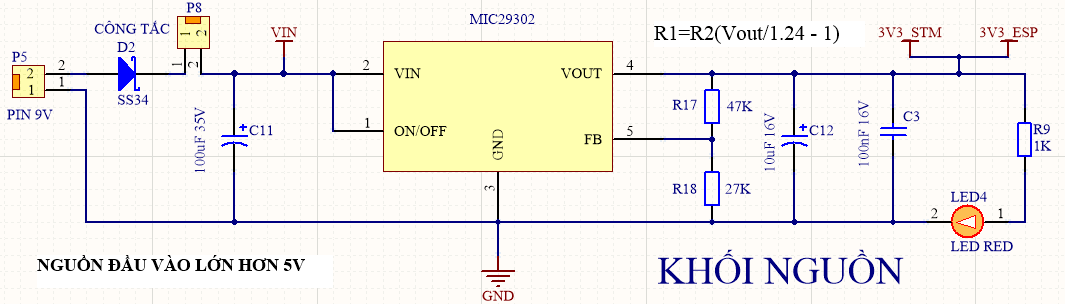 CÔNG TẮC
P8
1
2
1
2
P5
2
1
2
1
PIN 9V
D2
SS34
VIN
C11
100uF 35V
MIC29302
2
VIN
1
ON/OFF
VOUT
4
FB
5
GND
3
GND
R1=R2(Vout/1.24 - 1)
3V3_STM
3V3_ESP
R17
47K
R18
27K
C12
10uF 16V
C3
100nF 16V
R9
1K
LED4
2
1
LED RED
NGUỒN ĐẦU VÀO LỚN HƠN 5V
KHỐI NGUỒN